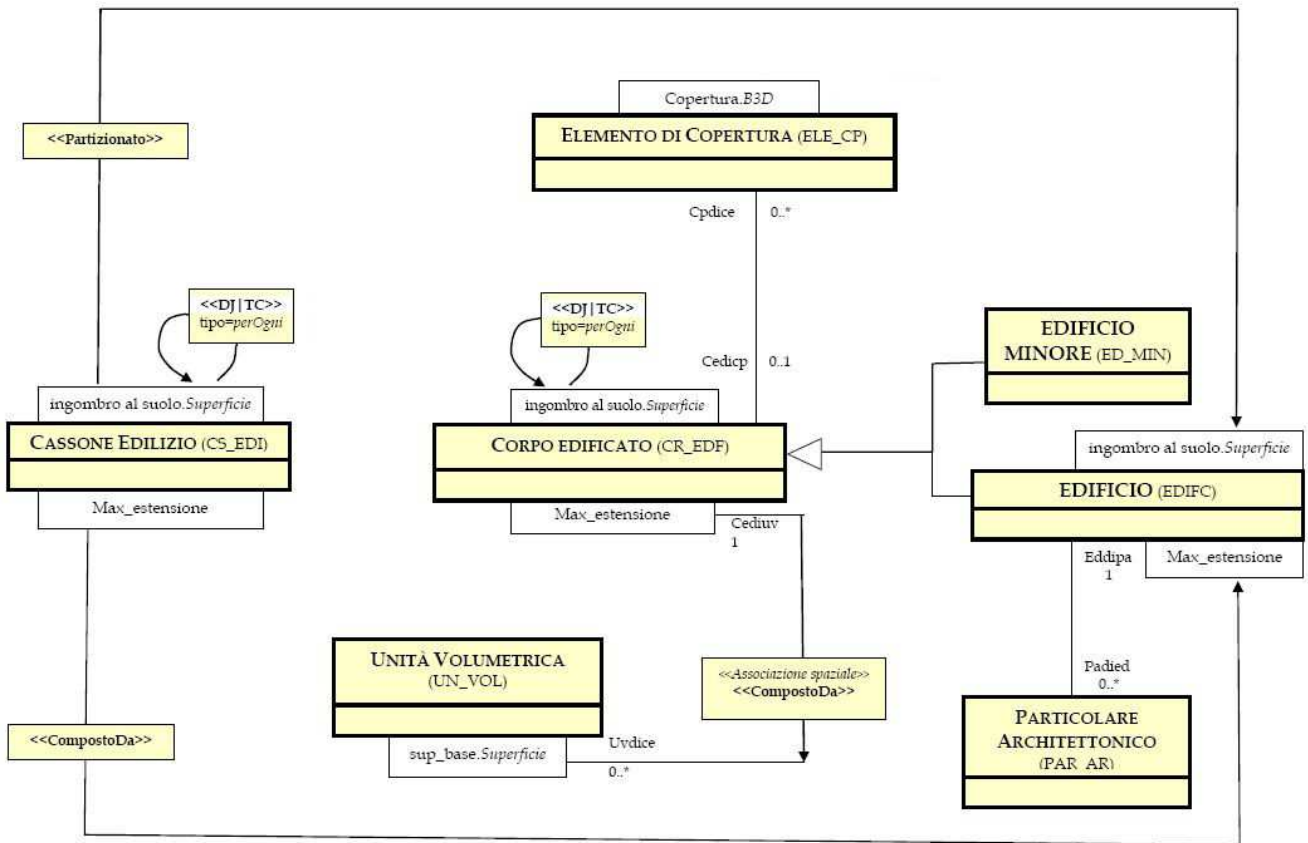 Copertura.B3D
ELEMENTO DI COPERTURA (ELE_CP)
<<Partizionato>>
Cpdice 0..*
<<DJ|TC>>
tipo=perOgni
<<DJ|TC>>
tipo=perOgni
Cedicp 0..1
EDIFICIO
MINORE (ED_MIN)
ingombro al suolo.Superficie
CASSONE EDILIZIO (CS_EDI)
Max_estensione
ingombro al suolo.Superficie
CORPO EDIFICATO (CR_EDF)
Max_estensione
Cediuv
1
ingombro al suolo.Superficie
EDIFICIO (EDIFC)
Eddipa
1
Max_estensione
UNITÀ VOLUMETRICA
(UN_VOL)
sup_base.Superficie
Uvdice
0..*
<<Associazione spaziale>>
<<CompostoDa>>
Padied
0..*
PARTICOLARE
ARCHITETTONICO
(PAR_AR)
<<CompostoDa>>